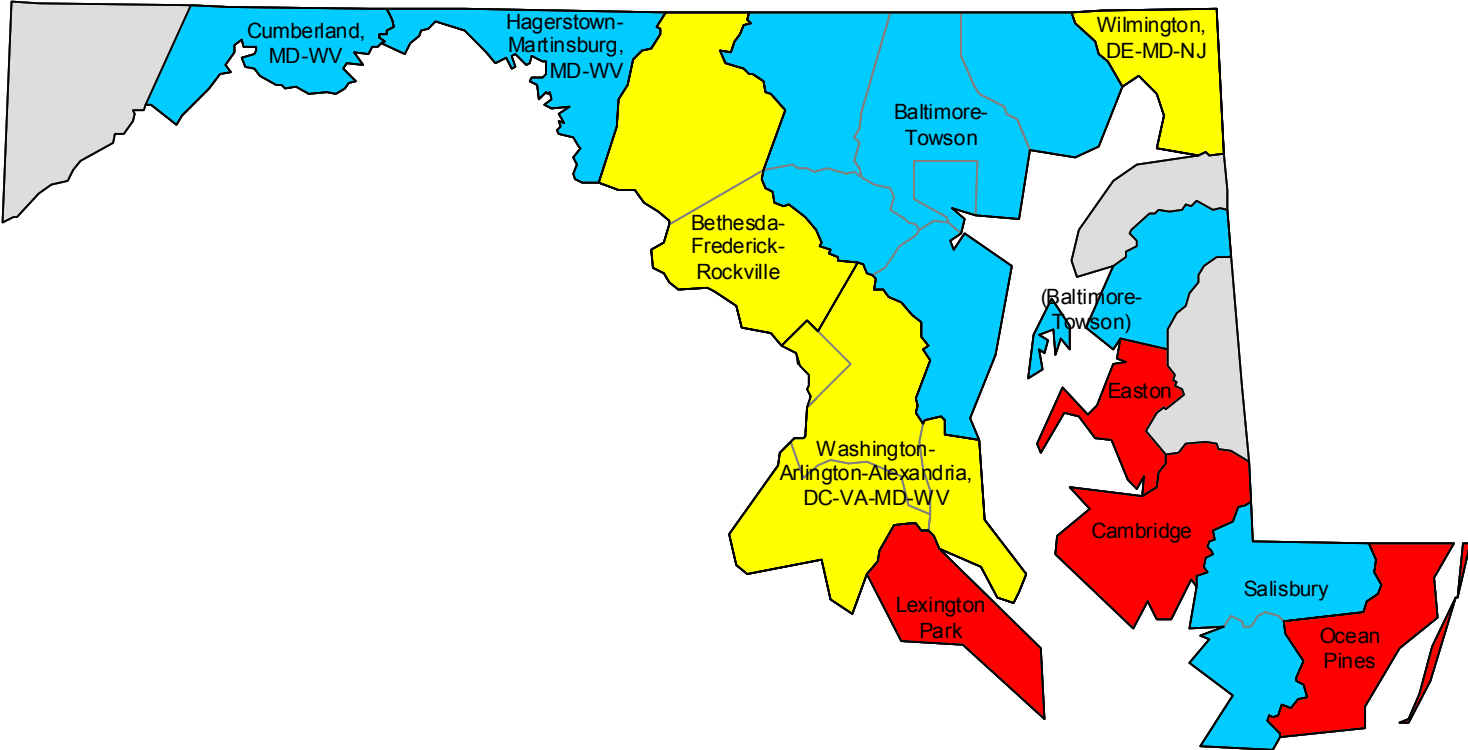 Cumberland,
MD-WV
Hagerstown-
Martinsburg,
MD-WV
Wilmington,
DE-MD-NJ
Baltimore-
Towson
Bethesda-
Frederick-
Rockville
(Baltimore-
Towson)
Easton
Washington-
Arlington-Alexandria,
DC-VA-MD-WV
Cambridge
Salisbury
Lexington
Park
Ocean
Pines